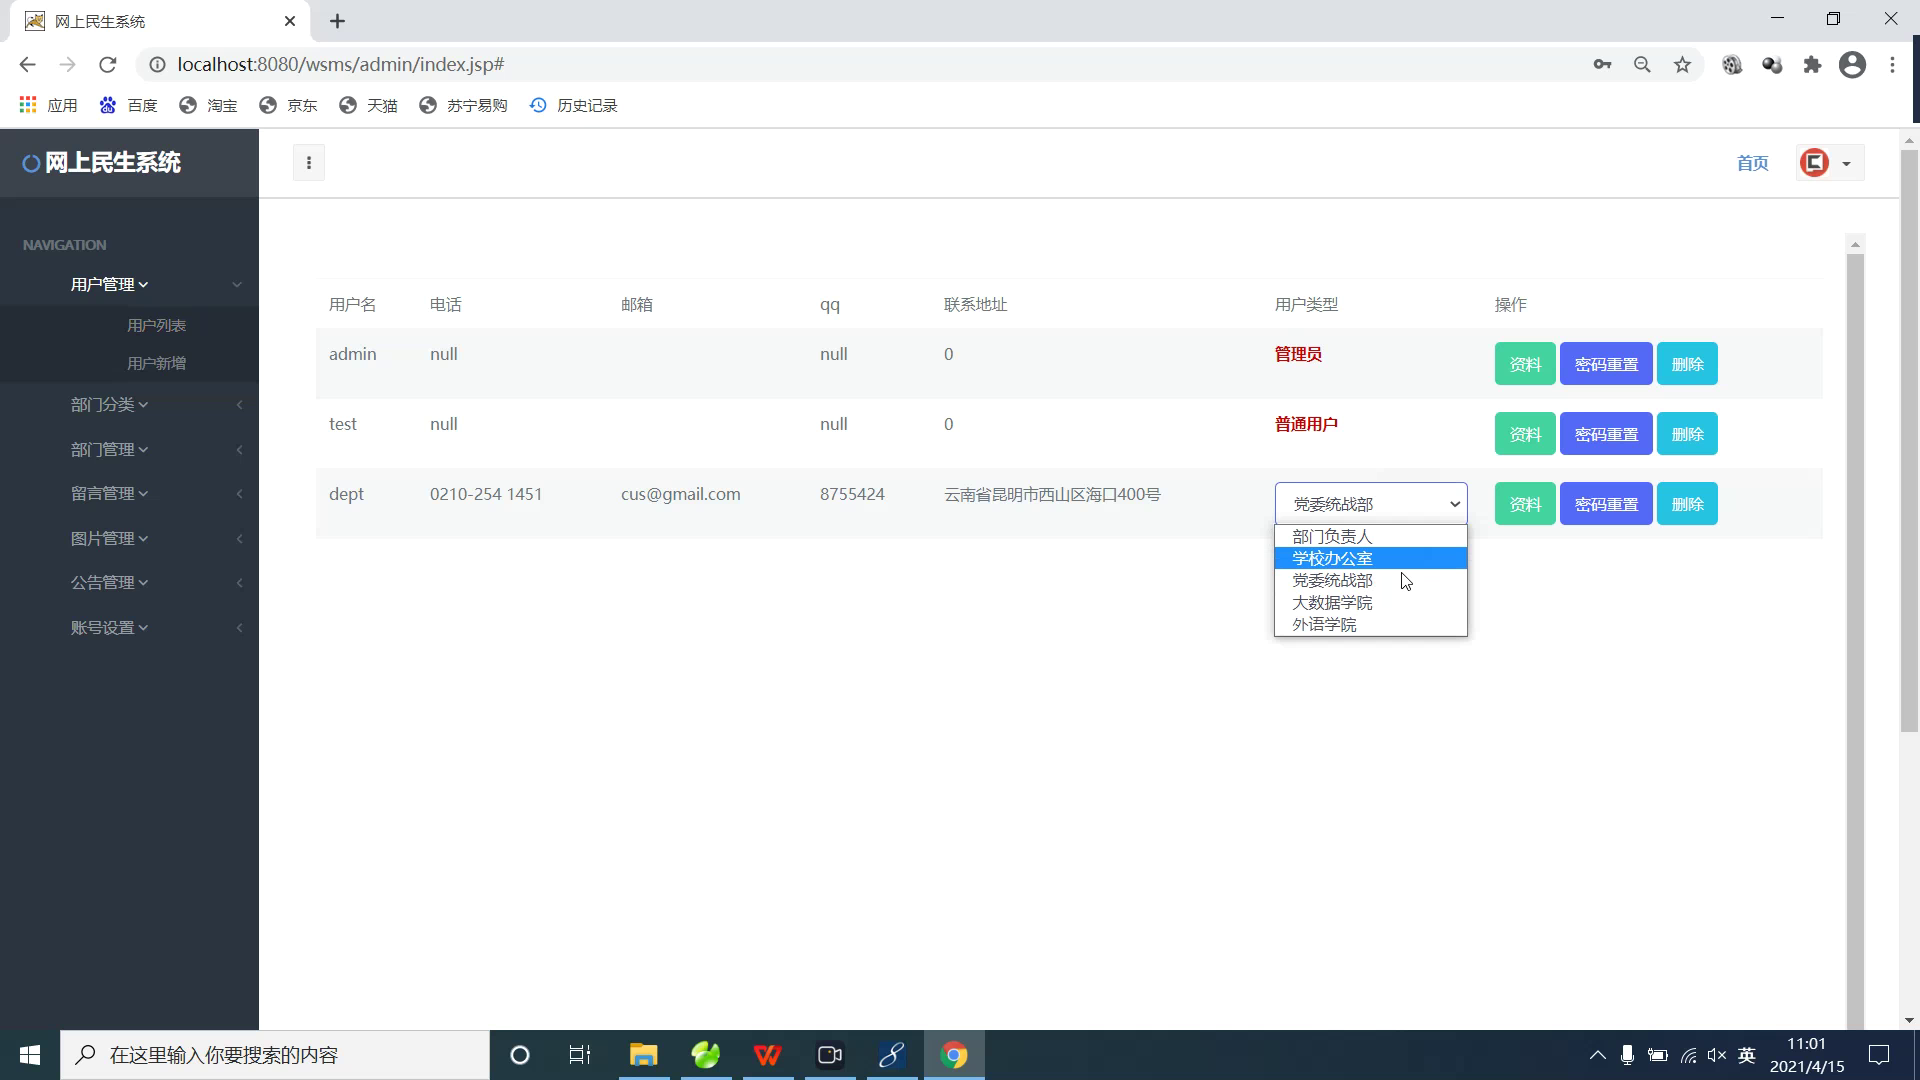 网上民生系统
localhost:8080/wsms/admin/index.jsp#
应用 百度 淘宝 京东 天猫 苏宁易购 历史记录
网上民生系统
首页
NAVIGATION
用户管理
用户列表
用户新增
部门分类
部门管理
留言管理
图片管理
公告管理
账号设置
用户名 电话 邮箱 qq 联系地址 用户类型 操作
admin null null 0 管理员 资料 密码重置 删除
test null null 0 普通用户 资料 密码重置 删除
dept 0210-254 1451 cus@gmail.com 8755424 云南省昆明市西山区海口400号 党委统战部 资料 密码重置 删除
部门负责人
学校办公室
党委统战部
大数据学院
外语学院
在这里输入你要搜索的内容
英
11:01
2021/4/15